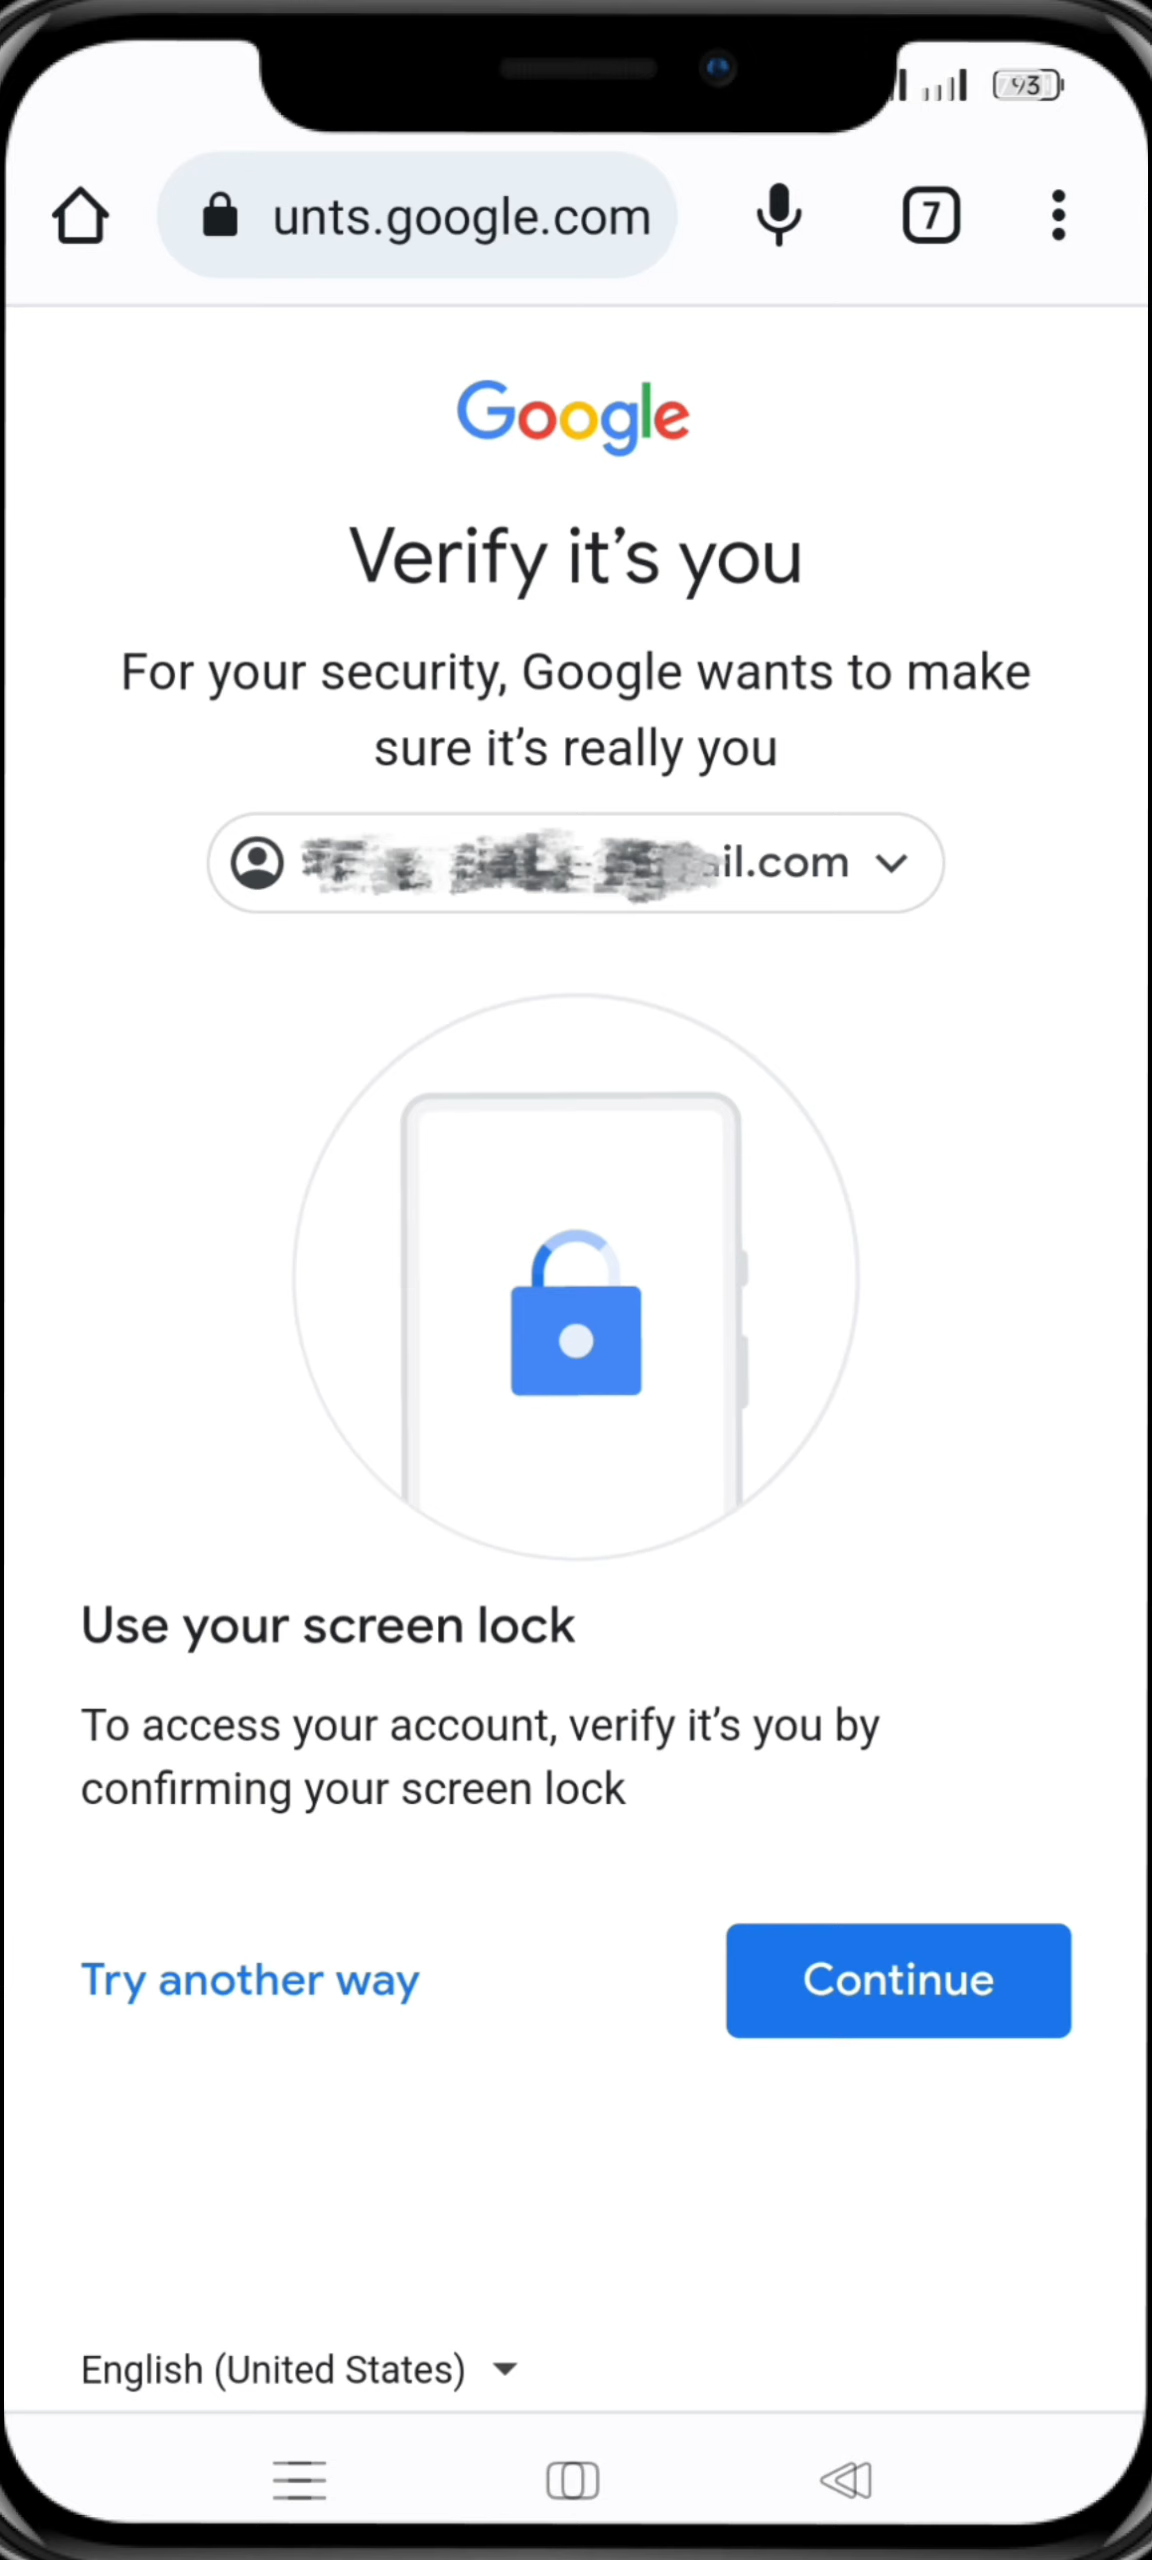 93
unts.google.com
7
Google
Verify it's you
For your security, Google wants to make
sure it's really you
il.com
Use your screen lock
To access your account, verify it's you by
confirming your screen lock
Try another way
Continue
English (United States)